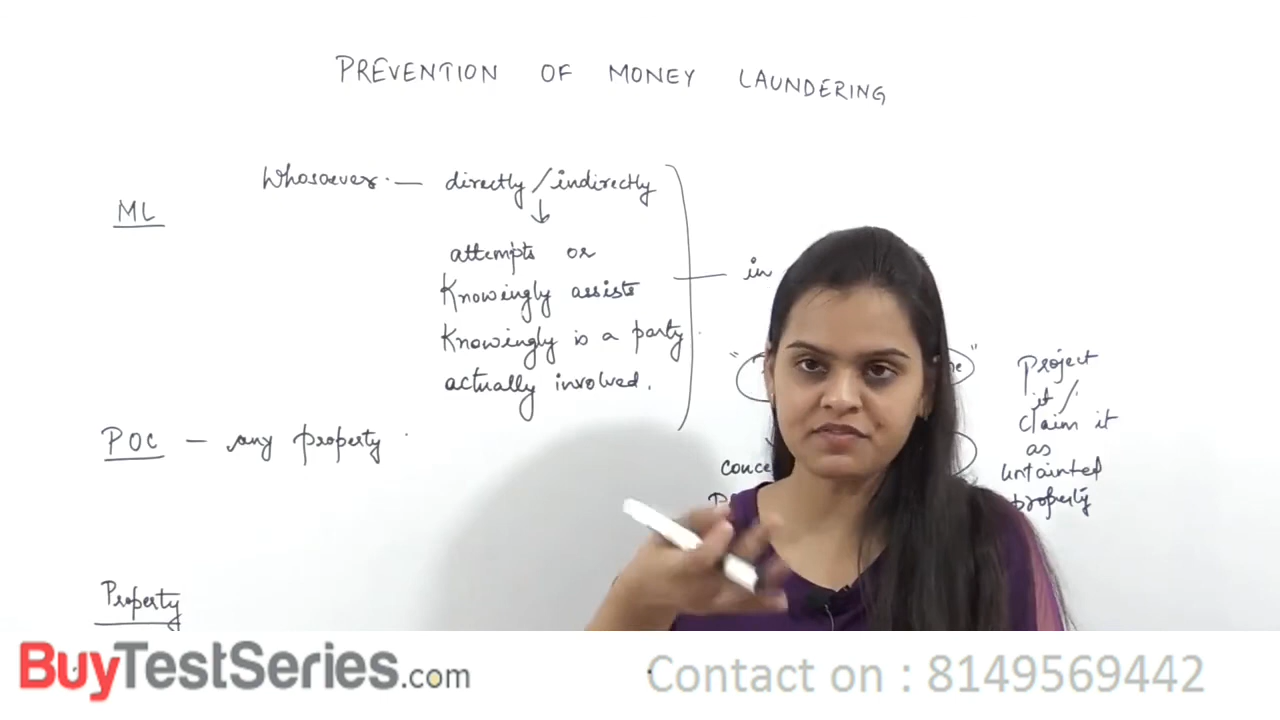 PREVENTION OF MONEY LAUNDERING
Whosoever - directly / indirectly
ML
attempts or
Knowingly assists
Knowingly is a party
actually involved.
in
Project
it /
claim it
as
untainted
property
POC - any property
Property
BuyTestSeries.com
Contact on : 8149569442